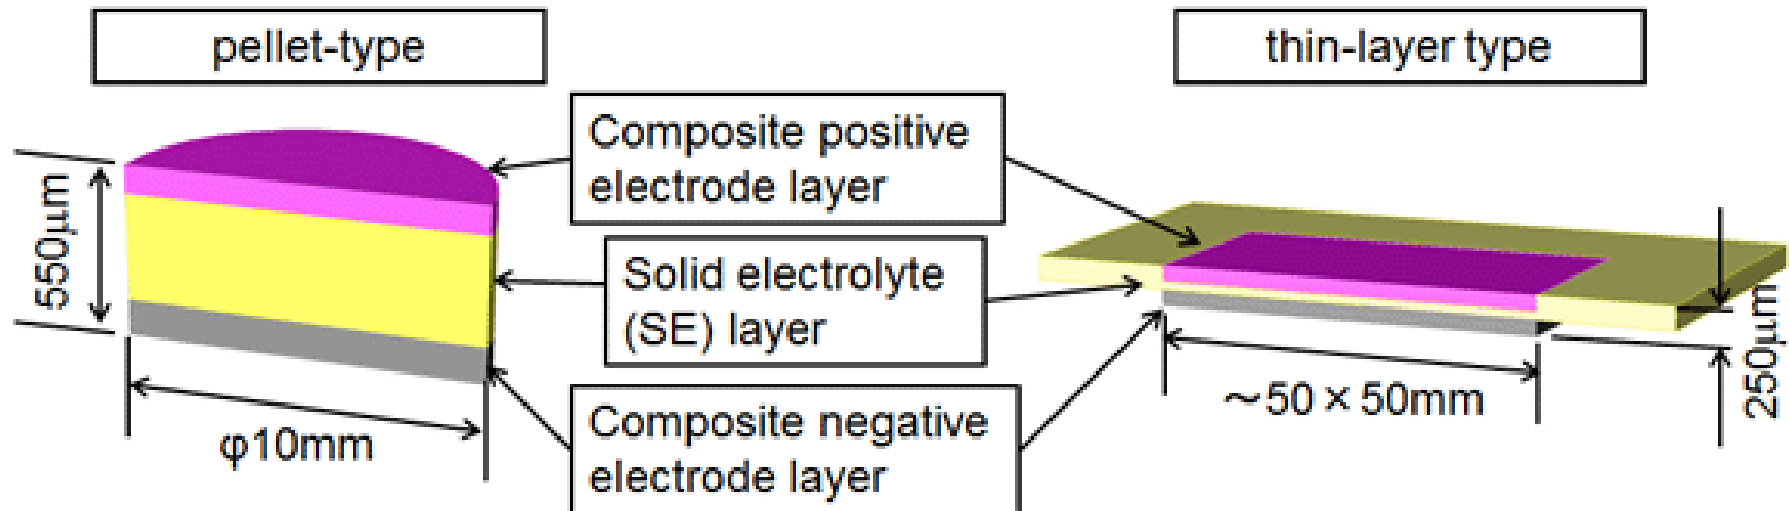 pellet-type
thin-layer type
Composite positive
electrode layer
550μm
Solid electrolyte
(SE) layer
250μm
~50×50mm
Composite negative
electrode layer
φ10mm